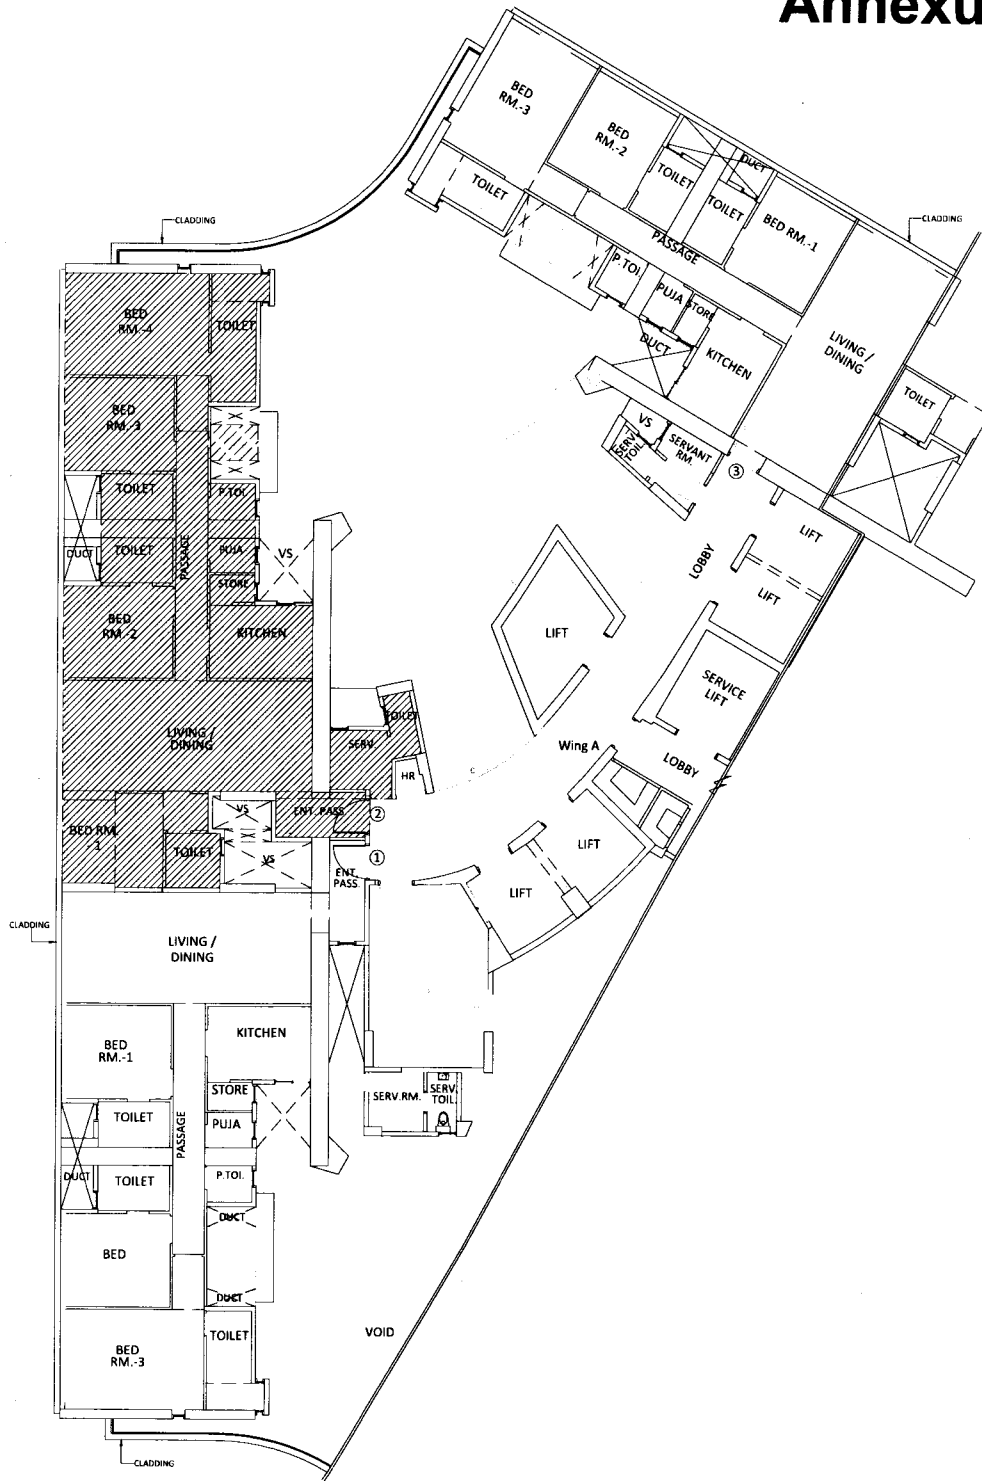 Annexu
BED
RM.-3
BED
RM.-2
DUCT
TOILET
TOILET
TOILET
BED RM.-1
CLADDING
CLADDING
PASSAGE
P.TOI.
PUJA
STORE
DUCT
KITCHEN
LIVING /
DINING
TOILET
VS
SERV.
TOIL.
SERVANT
RM.
③
LIFT
LOBBY
LIFT
LIFT
SERVICE
LIFT
LOBBY
Wing A
BED
RM.-4
TOILET
BED
RM.-3
TOILET
P.TOI.
DUCT
TOILET
PASSAGE
PUJA
VS
STORE
BED
RM.-2
KITCHEN
LIVING /
DINING
TOILET
SERV.
HR
VS
ENT. PASS
②
BED RM.
- 1
TOILET
VS
①
ENT.
PASS.
LIFT
LIFT
CLADDING
LIVING /
DINING
BED
RM.-1
KITCHEN
STORE
TOILET
PASSAGE
PUJA
SERV.RM.
SERV.
TOIL.
DUCT
TOILET
P.TOI.
DUCT
BED
DUCT
BED
RM.-3
TOILET
VOID
CLADDING